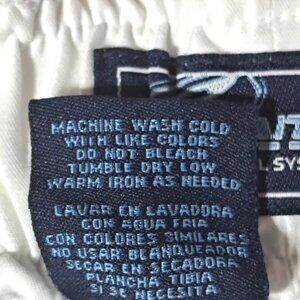 MACHINE WASH COLD
WITH LIKE COLORS
DO NOT BLEACH
TUMBLE DRY LOW
WARM IRON AS NEEDED
LAVAR EN LAVADORA
CON AGUA FRIA
CON COLORES SIMILARES
NO USAR BLANQUEADOR
SECAR EN SECADORA
PLANCHA TIBIA
SI SE NECESITA